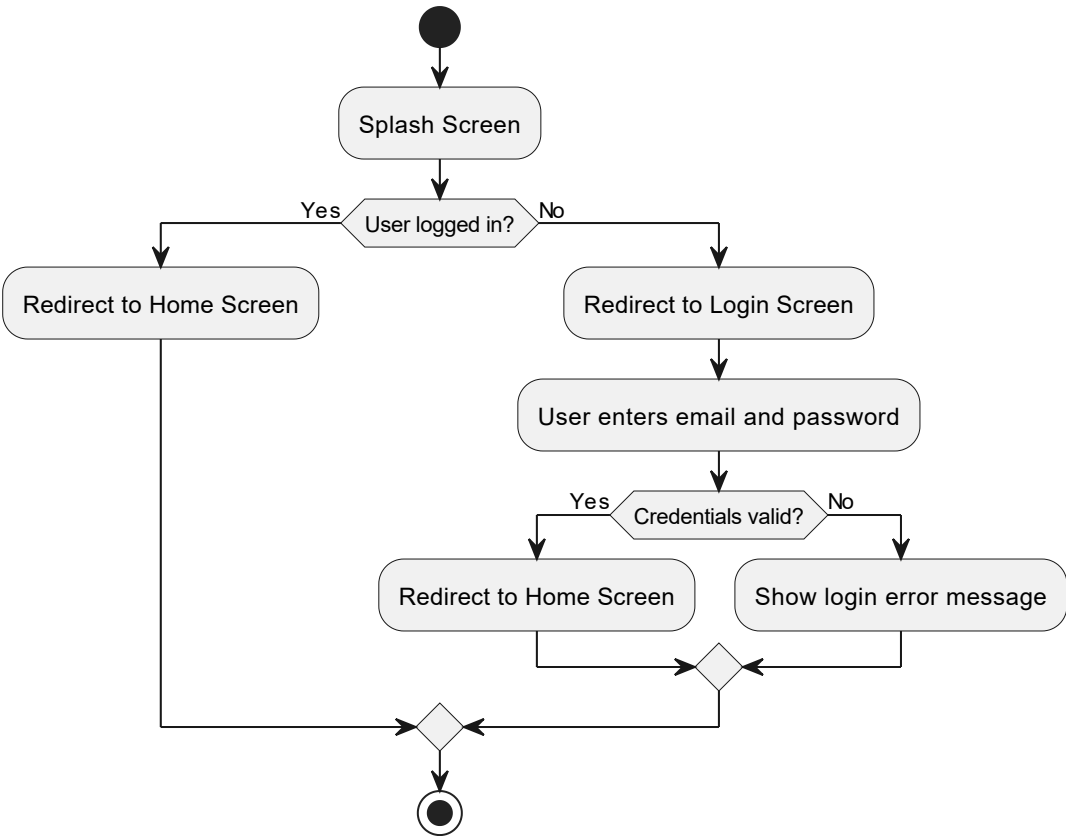 Splash Screen
Yes
User logged in?
No
Redirect to Home Screen
Redirect to Login Screen
User enters email and password
Yes
Credentials valid?
No
Redirect to Home Screen
Show login error message